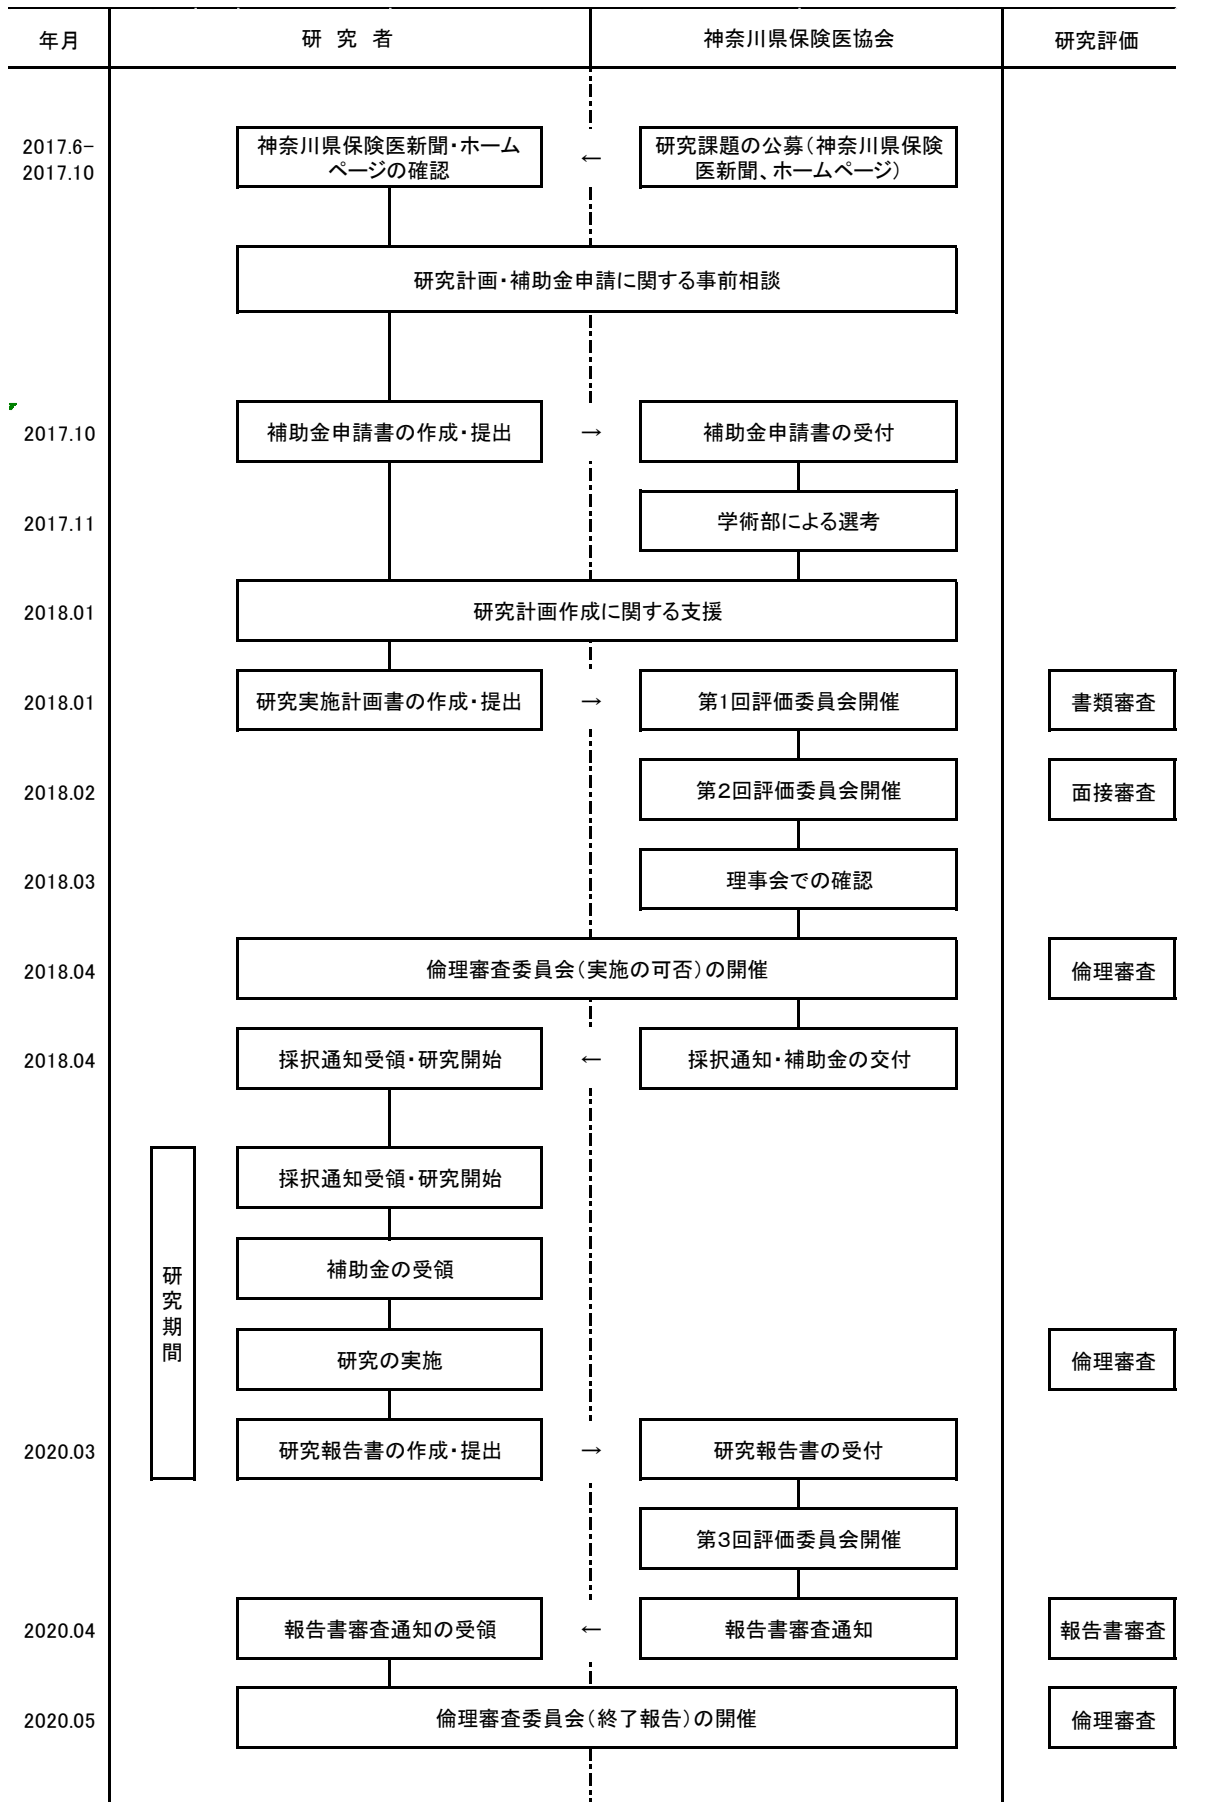 年月
研 究 者
神奈川県保険医協会
研究評価
2017.6-
2017.10
神奈川県保険医新聞・ホーム
ページの確認
←
研究課題の公募（神奈川県保険
医新聞、ホームページ）
研究計画・補助金申請に関する事前相談
2017.10
補助金申請書の作成・提出
→
補助金申請書の受付
2017.11
学術部による選考
2018.01
研究計画作成に関する支援
2018.01
研究実施計画書の作成・提出
→
第1回評価委員会開催
書類審査
2018.02
第2回評価委員会開催
面接審査
2018.03
理事会での確認
2018.04
倫理審査委員会（実施の可否）の開催
倫理審査
2018.04
採択通知受領・研究開始
←
採択通知・補助金の交付
研究期間
採択通知受領・研究開始
補助金の受領
研究の実施
倫理審査
2020.03
研究報告書の作成・提出
→
研究報告書の受付
第3回評価委員会開催
2020.04
報告書審査通知の受領
←
報告書審査通知
報告書審査
2020.05
倫理審査委員会（終了報告）の開催
倫理審査